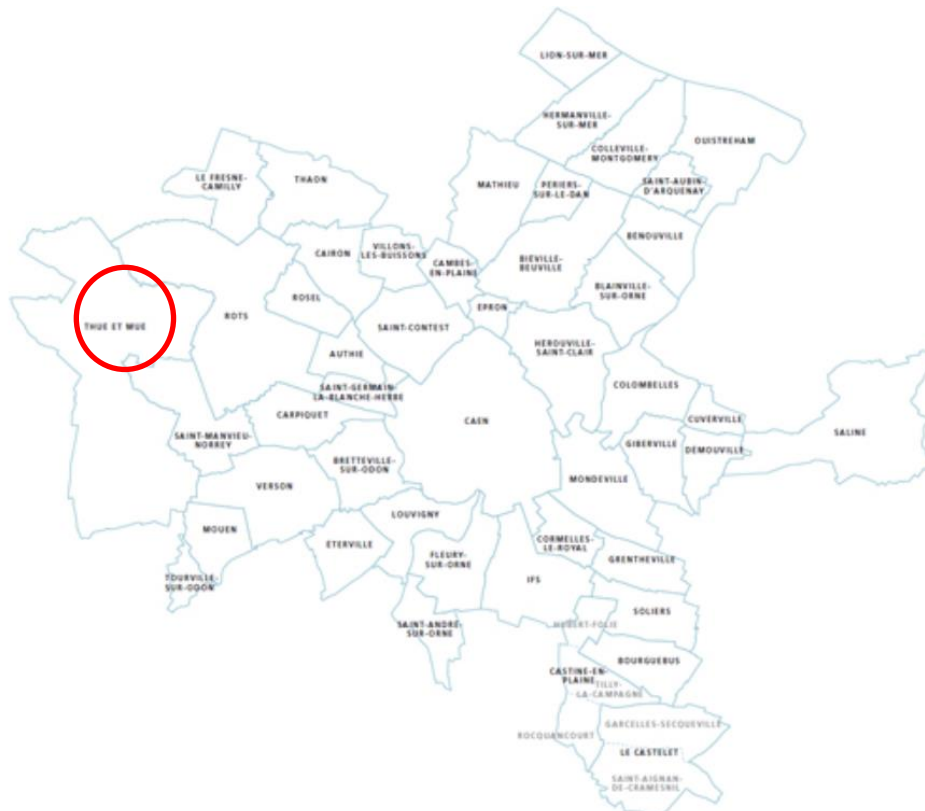 LION-SUR-MER
HERMANVILLE-
SUR-MER
OUISTREHAM
COLLEVILLE-
MONTGOMERY
LE FRESNE-
CAMILLY
THAON
MATHIEU
PERIERS-
SUR-LE-DAN
SAINT-AUBIN-
D'ARQUENAY
BENOUVILLE
CAIRON
VILLONS-
LES-BUISSONS
CAMBES-
EN-PLAINE
BIEVILLE-
BEUVILLE
BLAINVILLE-
SUR-ORNE
ROSEL
EPRON
ROTS
THUE ET MUE
SAINT-CONTEST
HEROUVILLE-
SAINT-CLAIR
AUTHIE
SAINT-GERMAIN-
LA-BLANCHE-HERBE
COLOMBELLES
CARPIQUET
CAEN
CUVERVILLE
SALINE
SAINT-MANVIEU-
NORREY
GIBERVILLE
DEMOUVILLE
BRETTEVILLE-
SUR-ODON
MONDEVILLE
VERSON
LOUVIGNY
MOUEN
ETERVILLE
CORMELLES-
LE-ROYAL
FLEURY-
SUR-ORNE
GRENTHEVILLE
TOURVILLE-
SUR-ODON
IFS
SOLIERS
HUBERT-FOLIE
SAINT-ANDRE-
SUR-ORNE
BOURGUEBUS
CASTINE-EN-
PLAINE
TILLY-
LA-CAMPAGNE
GARCELLES-SECQUEVILLE
ROCQUANCOURT
LE CASTELET
SAINT-AIGNAN-
DE-CRAMESNIL